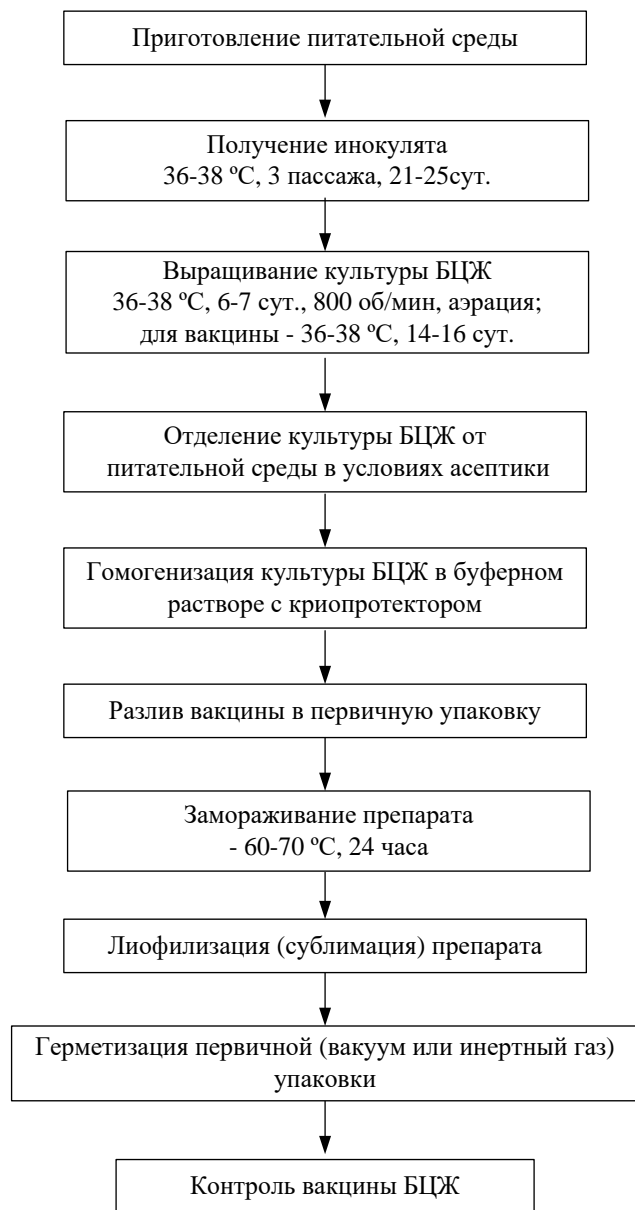 Приготовление питательной среды
Получение инокулята
36-38 ºС, 3 пассажа, 21-25сут.
Выращивание культуры БЦЖ
36-38 ºС, 6-7 сут., 800 об/мин, аэрация;
для вакцины - 36-38 ºС, 14-16 сут.
Отделение культуры БЦЖ от
питательной среды в условиях асептики
Гомогенизация культуры БЦЖ в буферном
растворе с криопротектором
Разлив вакцины в первичную упаковку
Замораживание препарата
- 60-70 ºС, 24 часа
Лиофилизация (сублимация) препарата
Герметизация первичной (вакуум или инертный газ)
упаковки
Контроль вакцины БЦЖ